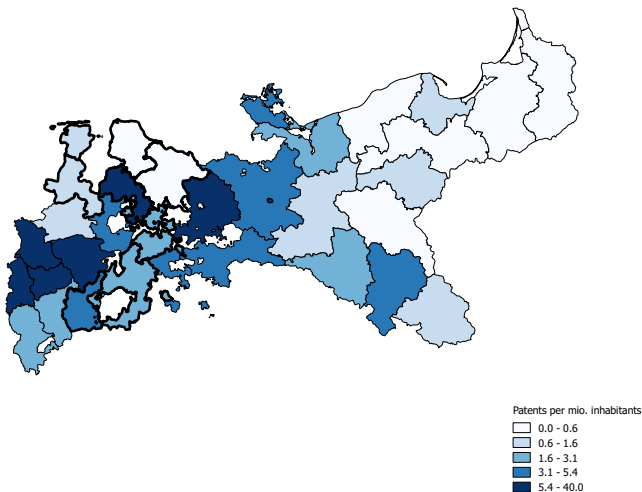 Patents per mio. inhabitants
0.0 - 0.6
0.6 - 1.6
1.6 - 3.1
3.1 - 5.4
5.4 - 40.0